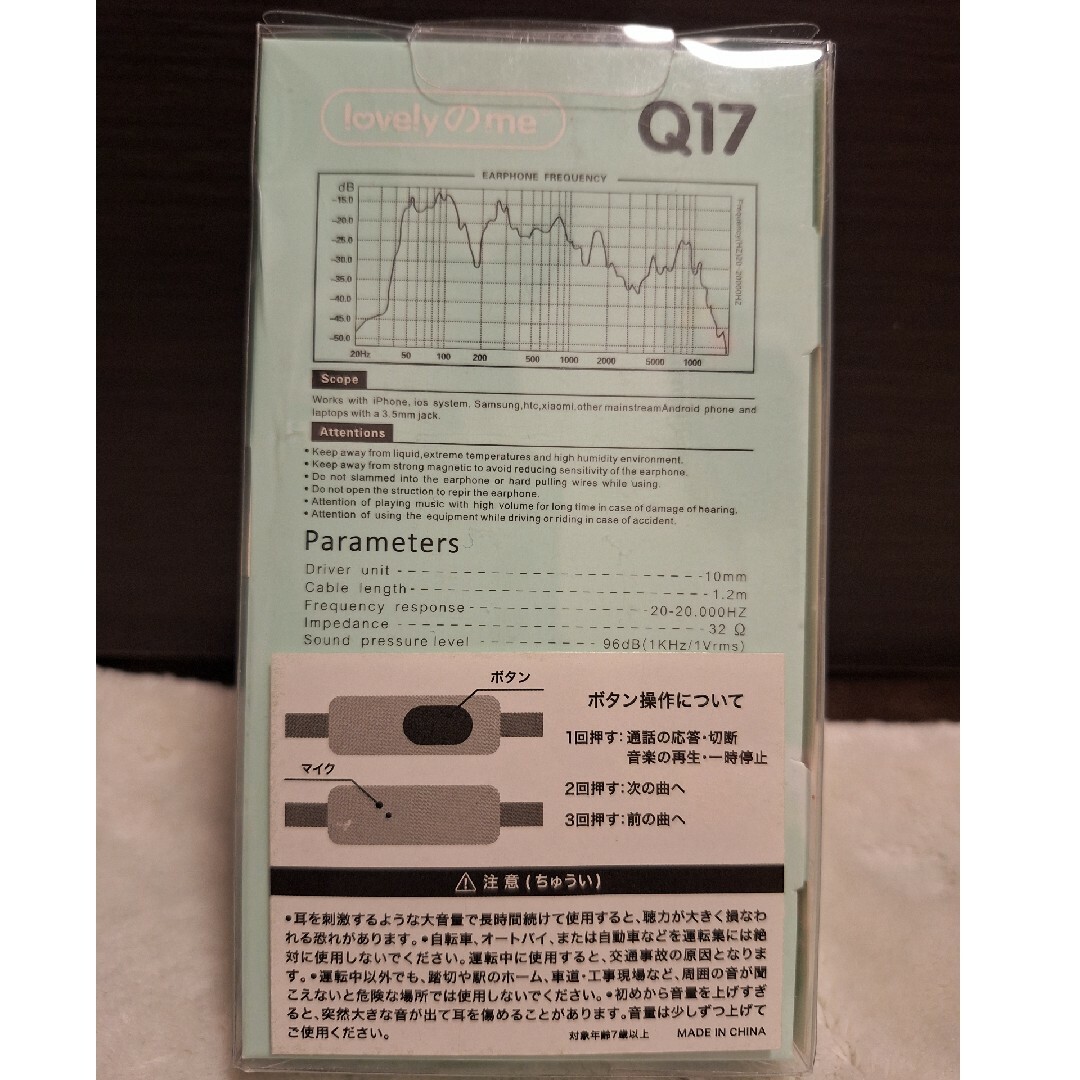 lovelyのme
Q17
EARPHONE FREQUENCY
dB
-15.0
-20.0
-25.0
-30.0
-35.0
-40.0
-45.0
-50.0
20Hz 50 100 200 500 1000 2000 5000 1000
Scope
Works with iPhone, ios system. Samsung,htc,xiaomi,other mainstreamAndroid phone and
laptops with a 3.5mm jack.
Attentions
• Keep away from liquid,extreme temperatures and high humidity environment.
• Keep away from strong magnetic to avoid reducing sensitivity of the earphone.
• Do not slammed into the earphone or hard pulling wires while using.
• Do not open the struction to repir the earphone.
• Attention of playing music with high volume for long time in case of damage of hearing.
• Attention of using the equipment while driving or riding in case of accident.
Parameters
Driver unit - - - - - - - - - - - - - - - - - - - - -10mm
Cable length- - - - - - - - - - - - - - - - - - - - -1.2m
Frequency response - - - - - - - - - - - - -20-20.000HZ
Impedance - - - - - - - - - - - - - - - - - - - - -32 Ω
Sound pressure level - - - - - - - - 96dB(1KHz/1Vrms)
ボタン
マイク
ボタン操作について
1回押す:通話の応答・切断
音楽の再生・一時停止
2回押す:次の曲へ
3回押す:前の曲へ
⚠ 注意(ちゅうい)
•耳を刺激するような大音量で長時間続けて使用すると、聴力が大きく損なわ
れる恐れがあります。•自転車、オートバイ、または自動車などを運転集には絶
対に使用しないでください。運転中に使用すると、交通事故の原因となりま
す。•運転中以外でも、踏切や駅のホーム、車道・工事現場など、周囲の音が聞
こえないと危険な場所では使用しないでください。•初めから音量を上げすぎ
ると、突然大きな音が出て耳を傷めることがあります。音量は少しずつ上げて
ご使用ください。
対象年齢7歳以上 MADE IN CHINA